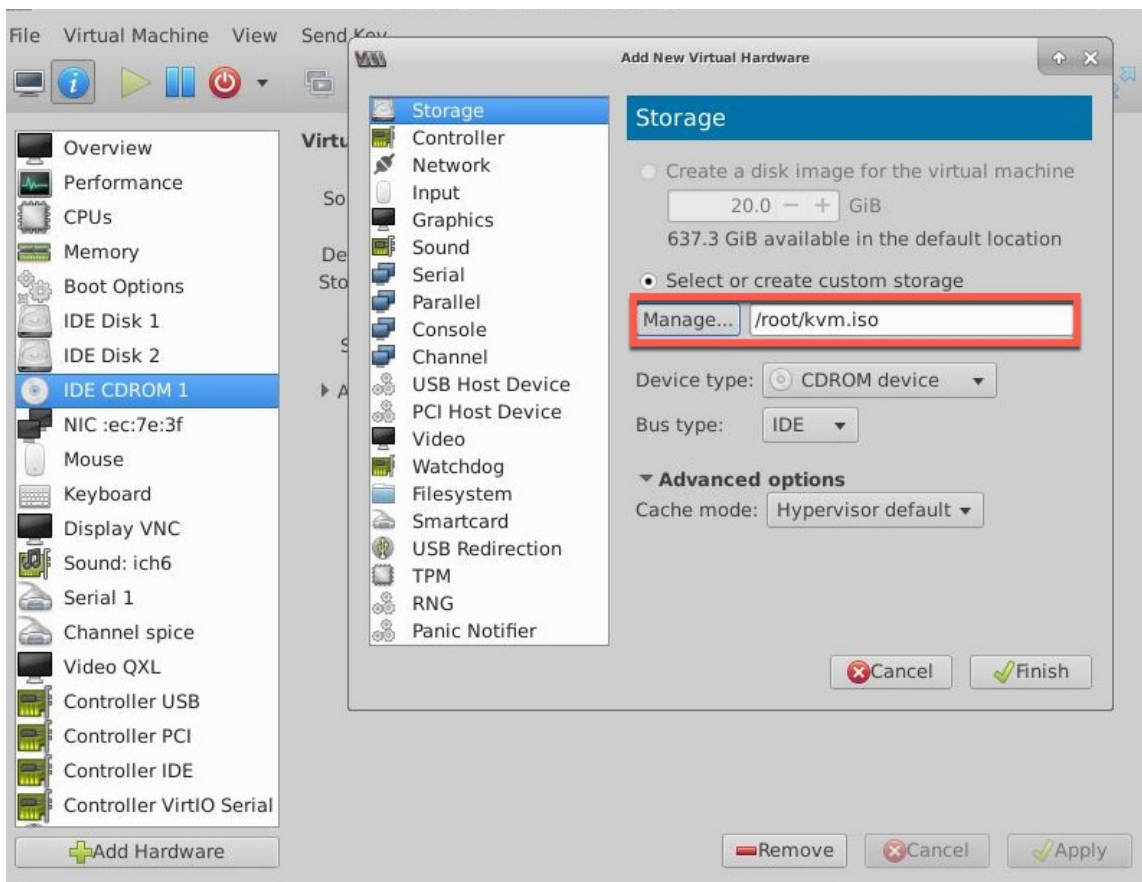 File Virtual Machine View Send Key
Add New Virtual Hardware
Overview
Performance
CPUs
Memory
Boot Options
IDE Disk 1
IDE Disk 2
IDE CDROM 1
NIC :ec:7e:3f
Mouse
Keyboard
Display VNC
Sound: ich6
Serial 1
Channel spice
Video QXL
Controller USB
Controller PCI
Controller IDE
Controller VirtIO Serial
Add Hardware
Virtu
So
De
Sto
A
Storage
Controller
Network
Input
Graphics
Sound
Serial
Parallel
Console
Channel
USB Host Device
PCI Host Device
Video
Watchdog
Filesystem
Smartcard
USB Redirection
TPM
RNG
Panic Notifier
Storage
Create a disk image for the virtual machine
20.0 − + GiB
637.3 GiB available in the default location
Select or create custom storage
Manage... /root/kvm.iso
Device type: CDROM device
Bus type: IDE
Advanced options
Cache mode: Hypervisor default
Cancel Finish
Remove Cancel Apply